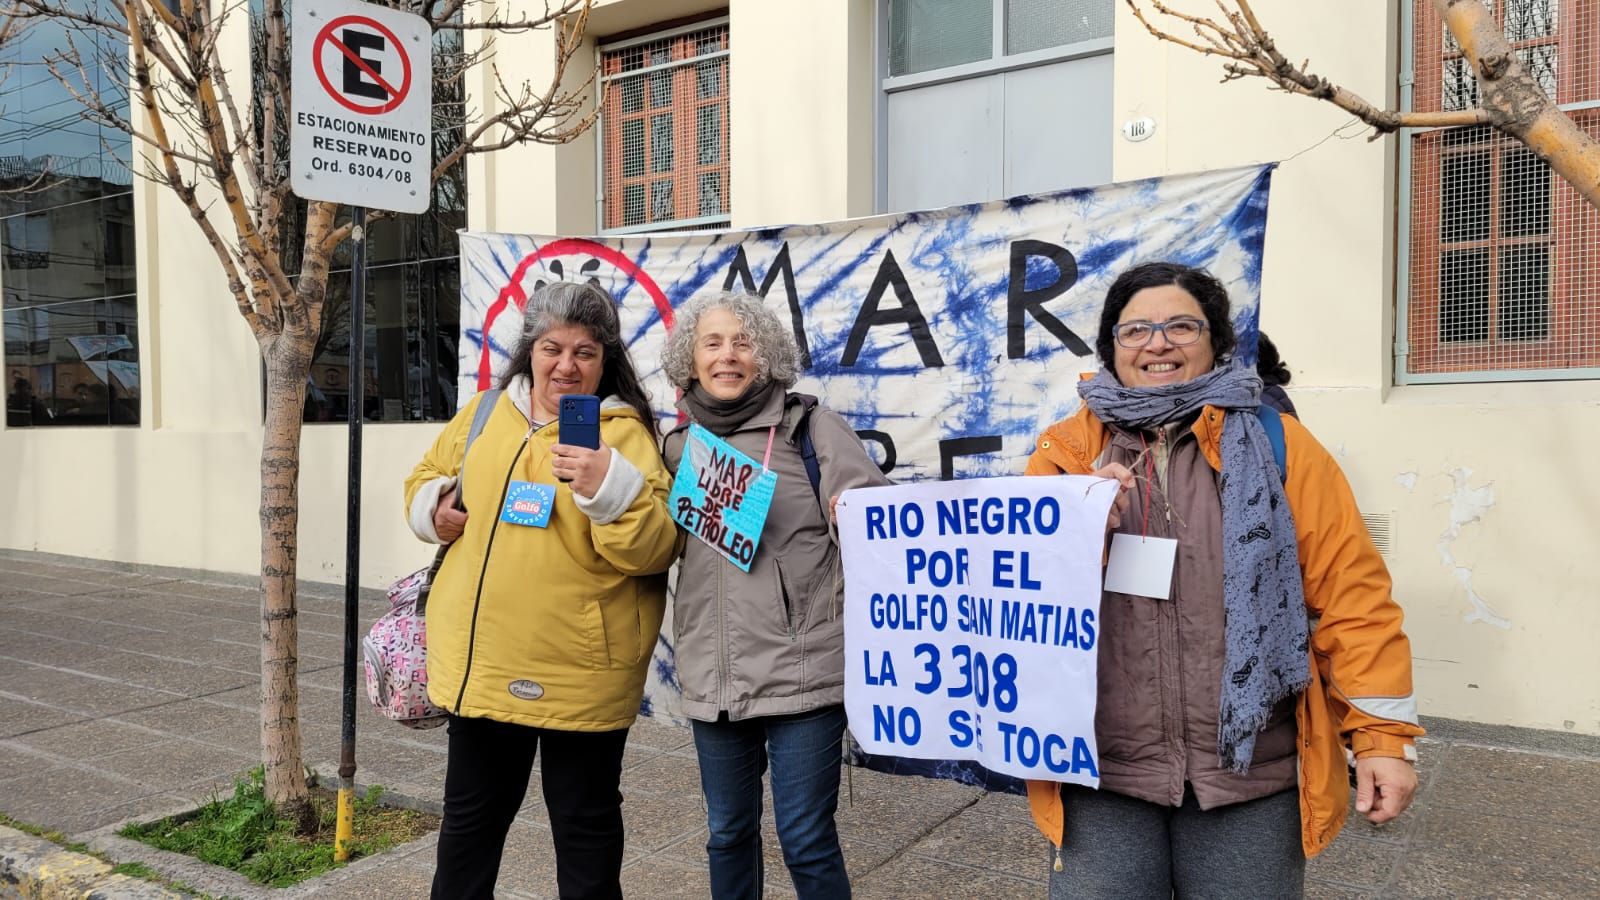 E
ESTACIONAMIENTO
RESERVADO
Ord. 6304/08
118
MAR
MAR
LIBRE
DE
PETROLEO
Golfo
RIO NEGRO
POR EL
GOLFO SAN MATIAS
LA 3308
NO SE TOCA